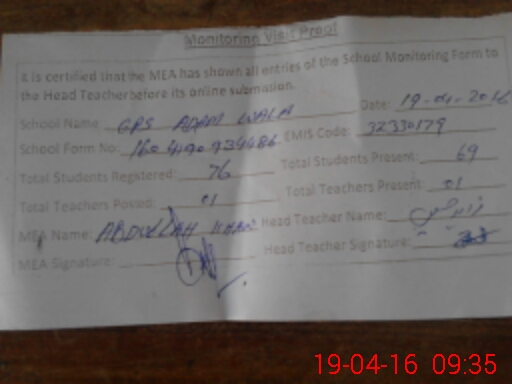 Monitoring Visit Proof
It is certified that the MEA has shown all entries of the School Monitoring Form to
the Head Teacher before its online submation.
School Name: GPS ADAM WALA Date: 19-04-2016
School Form No: EMIS Code: 32330179
Total Students Registered: 76 Total Students Present: 69
Total Teachers Posted: 01 Total Teachers Present: 01
MEA Name: ABDULLAH KHAN Head Teacher Name:
MEA Signature: Head Teacher Signature:
19-04-16 09:35